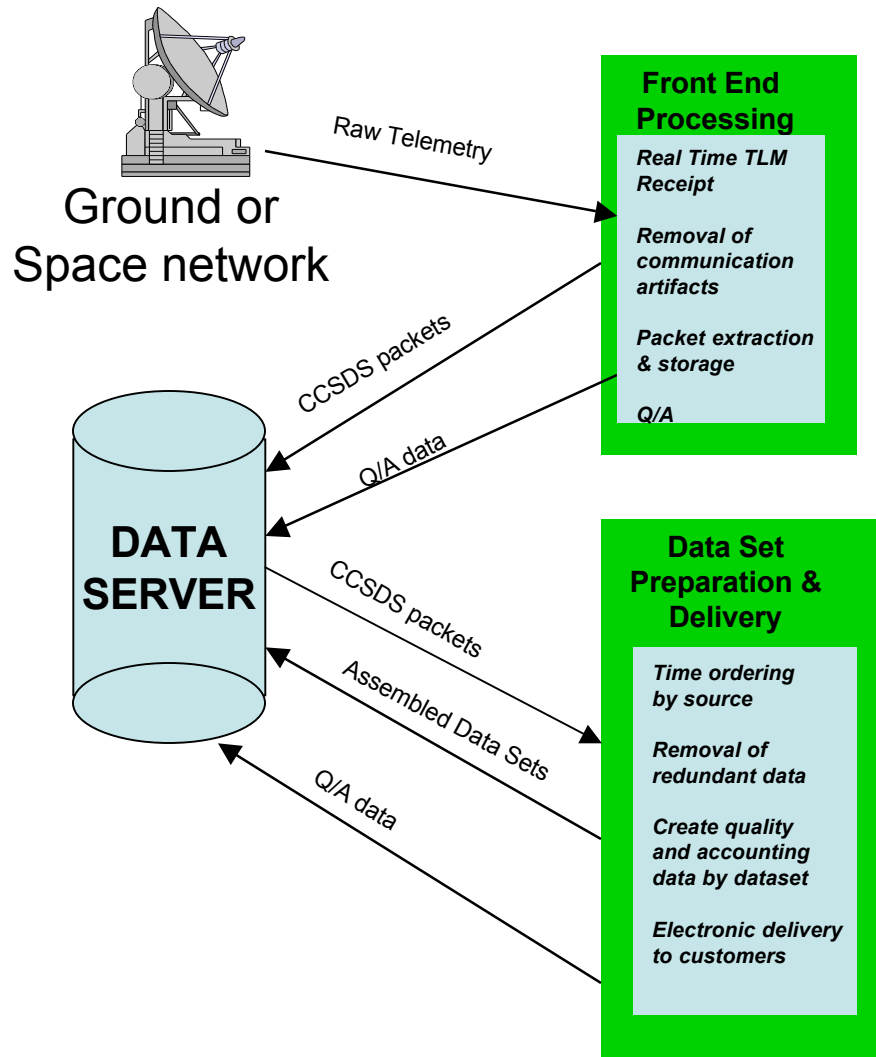 Raw Telemetry
Ground or
Space network
Front End
Processing
Real Time TLM
Receipt
Removal of
communication
artifacts
Packet extraction
& storage
Q/A
CCSDS packets
Q/A data
DATA
SERVER
CCSDS packets
Assembled Data Sets
Q/A data
Data Set
Preparation &
Delivery
Time ordering
by source
Removal of
redundant data
Create quality
and accounting
data by dataset
Electronic delivery
to customers